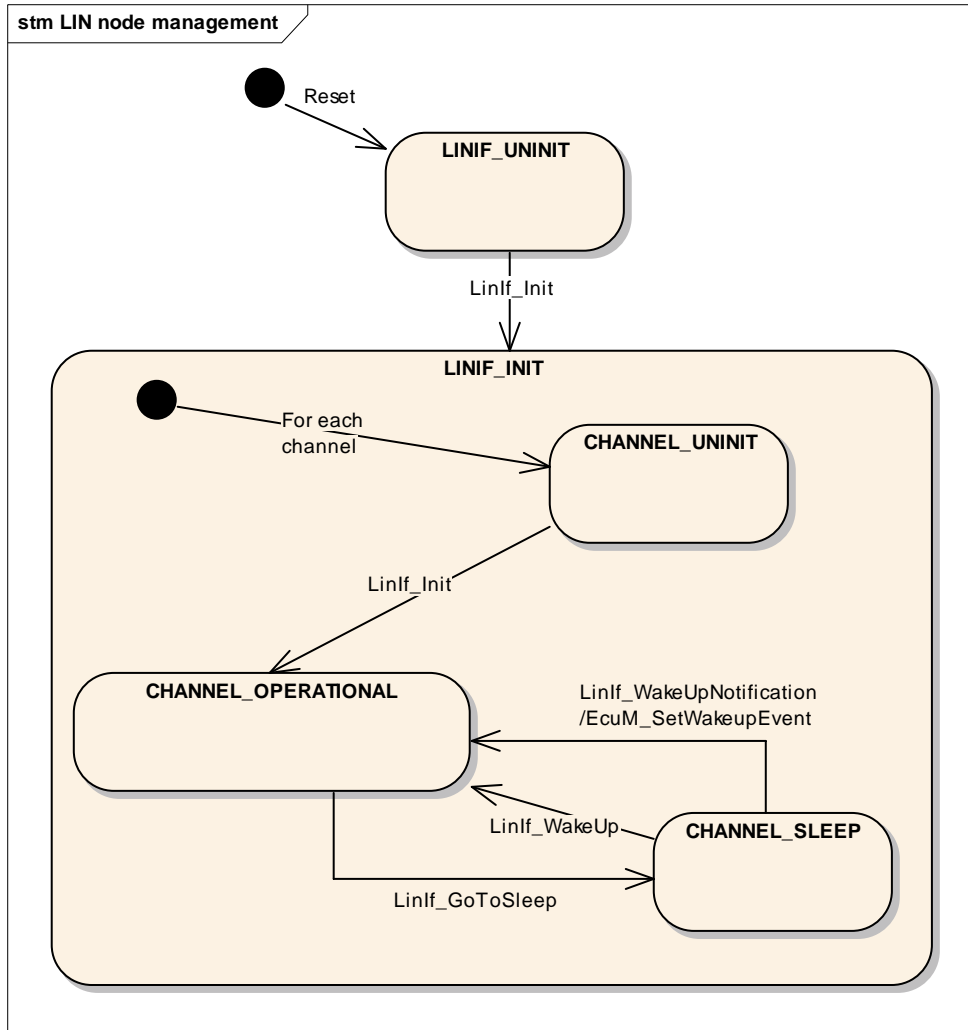 stm LIN node management
Reset
LINIF_UNINIT
LinIf_Init
LINIF_INIT
For each
channel
CHANNEL_UNINIT
LinIf_Init
CHANNEL_OPERATIONAL
LinIf_WakeUpNotification
/EcuM_SetWakeupEvent
LinIf_WakeUp
CHANNEL_SLEEP
LinIf_GoToSleep